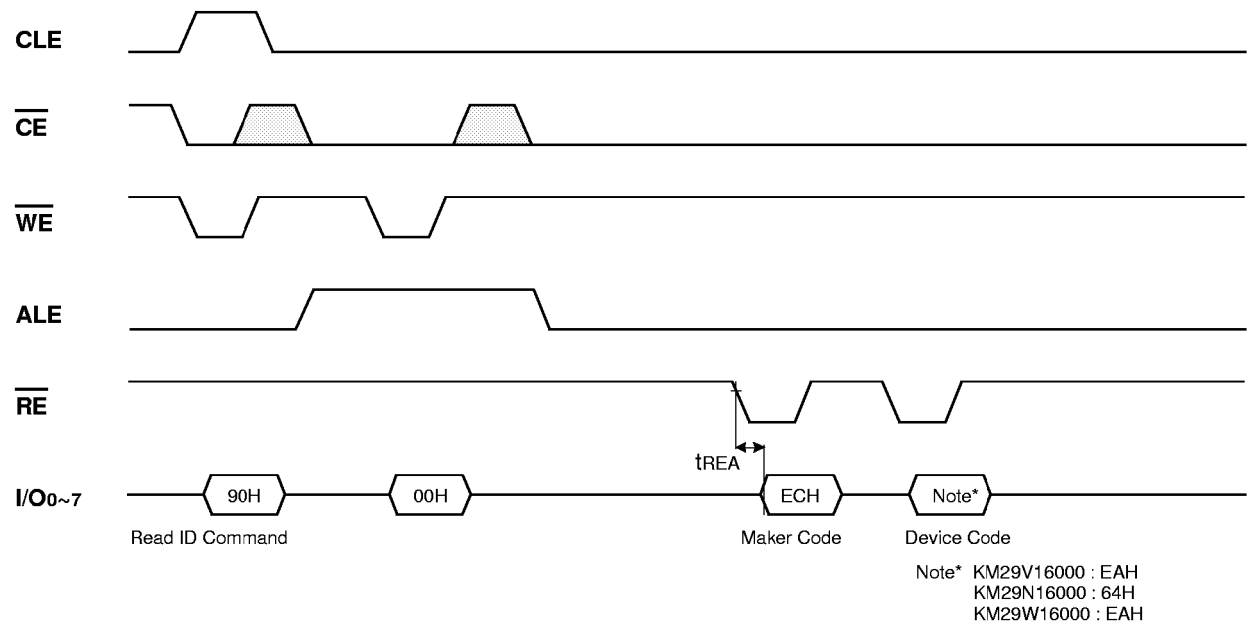 CLE
CE
WE
ALE
RE
tREA
I/O0~7 90H 00H ECH Note*
Read ID Command Maker Code Device Code
Note* KM29V16000 : EAH
KM29N16000 : 64H
KM29W16000 : EAH